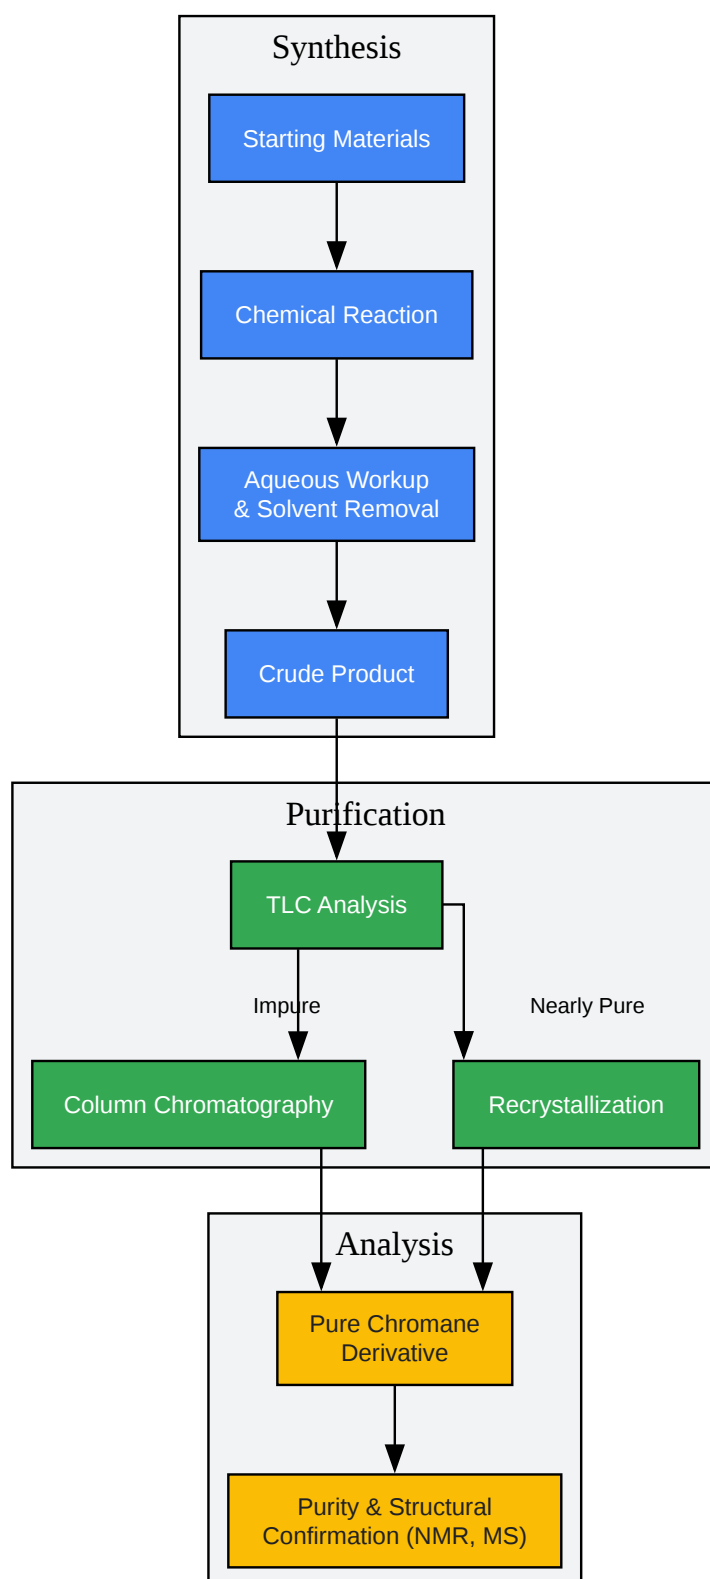 Synthesis
Starting Materials
Chemical Reaction
Aqueous Workup
& Solvent Removal
Crude Product
Purification
TLC Analysis
Impure
Nearly Pure
Column Chromatography
Recrystallization
Analysis
Pure Chromane
Derivative
Purity & Structural
Confirmation (NMR, MS)